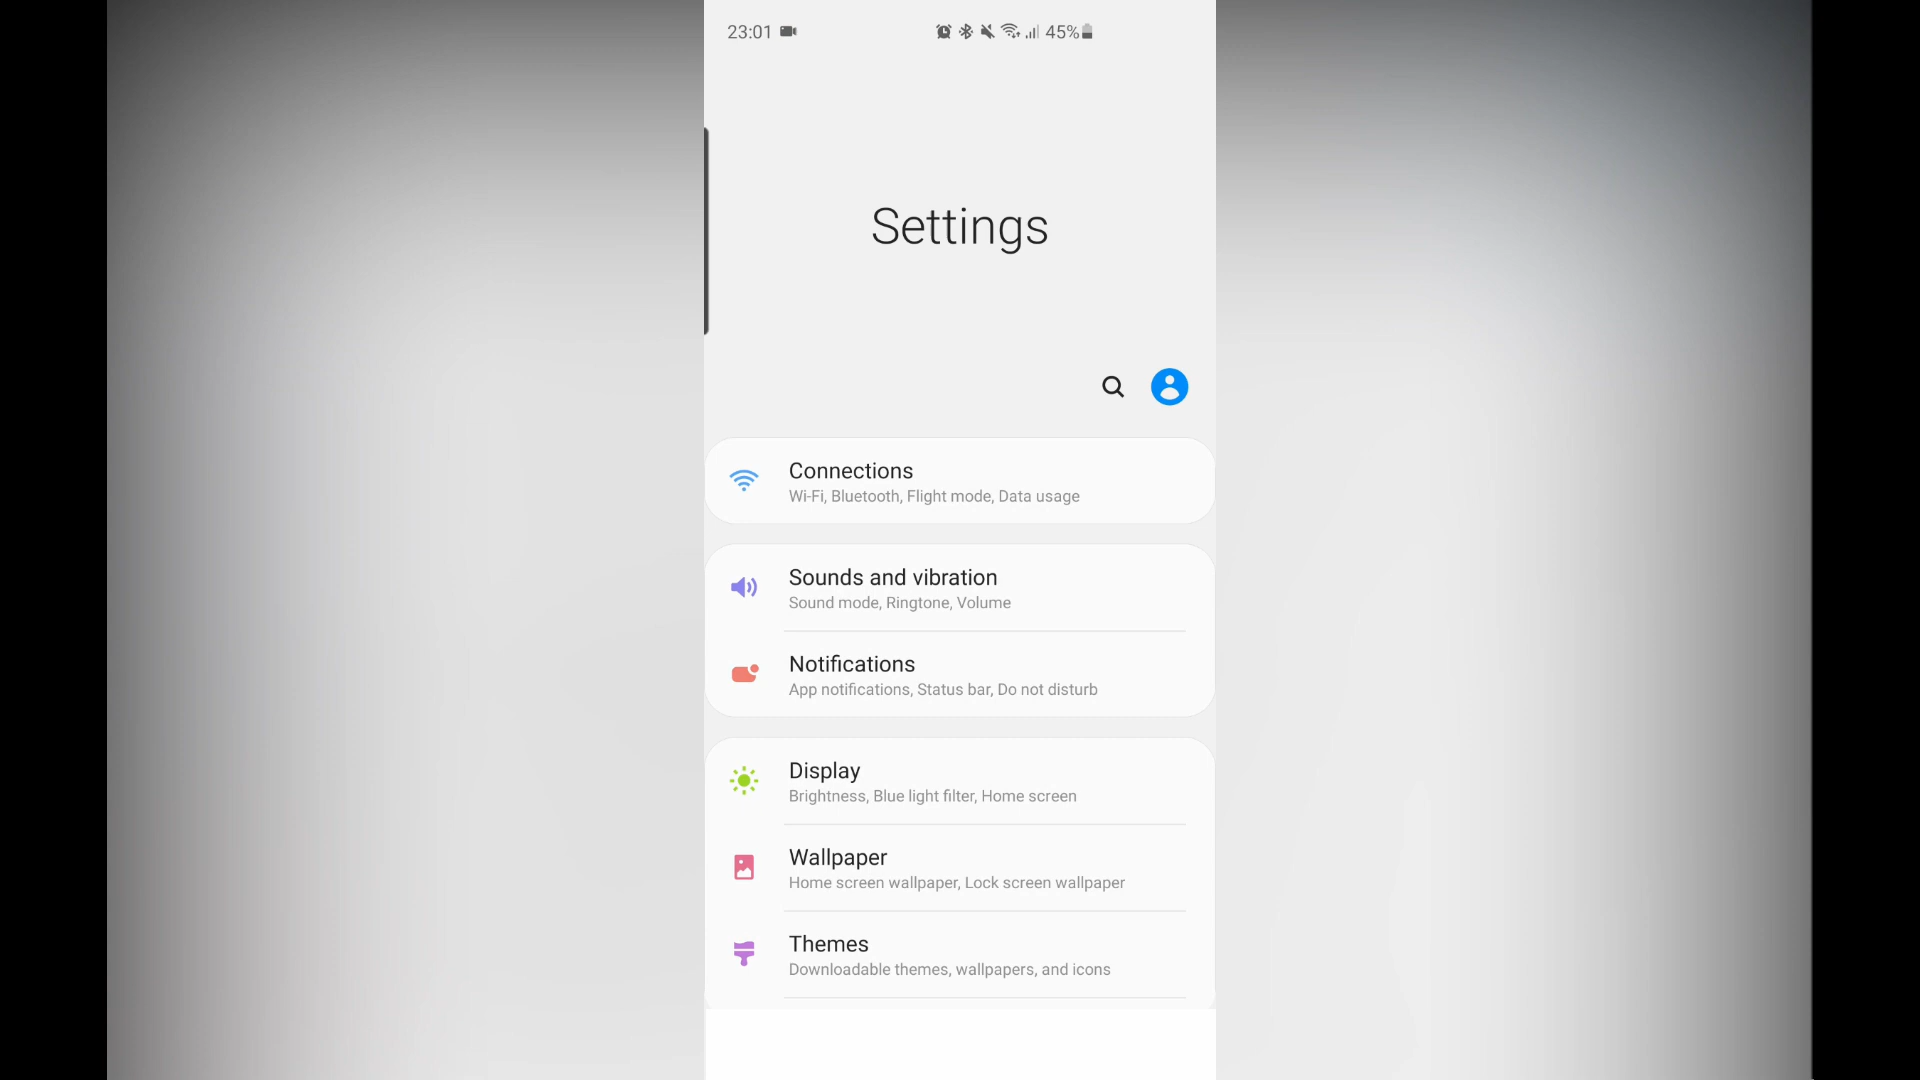 23:01 45%
Settings
Connections
Wi-Fi, Bluetooth, Flight mode, Data usage
Sounds and vibration
Sound mode, Ringtone, Volume
Notifications
App notifications, Status bar, Do not disturb
Display
Brightness, Blue light filter, Home screen
Wallpaper
Home screen wallpaper, Lock screen wallpaper
Themes
Downloadable themes, wallpapers, and icons